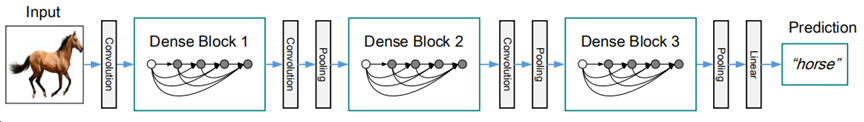 Input
Convolution
Dense Block 1
Convolution
Pooling
Dense Block 2
Convolution
Pooling
Dense Block 3
Pooling
Linear
Prediction
“horse”